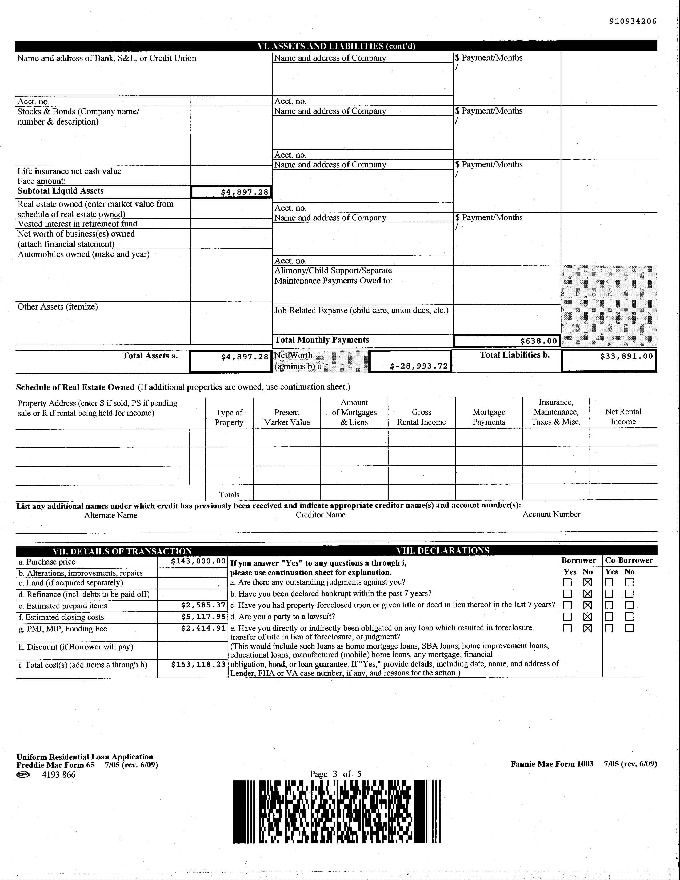 910934206
VI. ASSETS AND LIABILITIES (cont'd)
Name and address of Bank, S&L, or Credit Union
Name and address of Company
$ Payment/Months
/
Acct. no.
Acct. no.
Stocks & Bonds (Company name/
number & description)
Name and address of Company
$ Payment/Months
/
Acct. no.
Name and address of Company
$ Payment/Months
/
Life insurance net cash value
Face amount:
Subtotal Liquid Assets
$4,897.28
Real estate owned (enter market value from
schedule of real estate owned)
Acct. no.
Name and address of Company
$ Payment/Months
/
Vested interest in retirement fund
Net worth of business(es) owned
(attach financial statement)
Automobiles owned (make and year)
Acct. no.
Alimony/Child Support/Separate
Maintenance Payments Owed to:
Other Assets (itemize)
Job Related Expense (child care, union dues, etc.)
Total Monthly Payments
$638.00
Total Assets a.
$4,897.28
Net Worth
(a minus b)
$-28,993.72
Total Liabilities b.
$33,891.00
Schedule of Real Estate Owned (If additional properties are owned, use continuation sheet.)
Property Address (enter S if sold, PS if pending
sale or R if rental being held for income)
Type of
Property
Present
Market Value
Amount
of Mortgages
& Liens
Gross
Rental Income
Mortgage
Payments
Insurance,
Maintenance,
Taxes & Misc.
Net Rental
Income
Totals
List any additional names under which credit has previously been received and indicate appropriate creditor name(s) and account number(s):
Alternate Name
Creditor Name
Account Number
VII. DETAILS OF TRANSACTION
VIII. DECLARATIONS
a. Purchase price
$143,000.00
b. Alterations, improvements, repairs
c. Land (if acquired separately)
d. Refinance (incl. debts to be paid off)
e. Estimated prepaid items
$2,585.37
f. Estimated closing costs
$5,117.95
g. PMI, MIP, Funding Fee
$2,414.91
h. Discount (if Borrower will pay)
i. Total cost(s) (add items a through h)
$153,118.23
If you answer "Yes" to any questions a through i,
please use continuation sheet for explanation.
Borrower
Co-Borrower
Yes No
Yes No
a. Are there any outstanding judgments against you?
b. Have you been declared bankrupt within the past 7 years?
c. Have you had property foreclosed upon or given title or deed in lieu thereof in the last 7 years?
d. Are you a party to a lawsuit?
e. Have you directly or indirectly been obligated on any loan which resulted in foreclosure,
transfer of title in lieu of foreclosure, or judgment?
(This would include such loans as home mortgage loans, SBA loans, home improvement loans,
educational loans, manufactured (mobile) home loans, any mortgage, financial
obligation, bond, or loan guarantee. If "Yes," provide details, including date, name, and address of
Lender, FHA or VA case number, if any, and reasons for the action.)
Uniform Residential Loan Application
Freddie Mac Form 65 7/05 (rev. 6/09)
4193 866
Page 3 of 5
Fannie Mae Form 1003 7/05 (rev. 6/09)